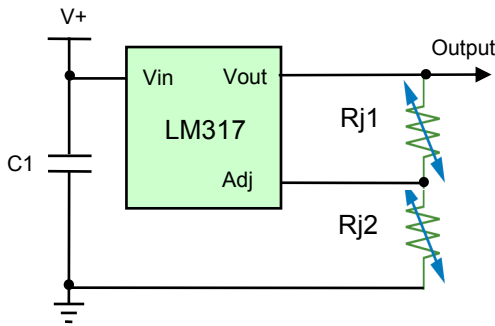 V+
Output
Vin
Vout
Rj1
LM317
C1
Adj
Rj2